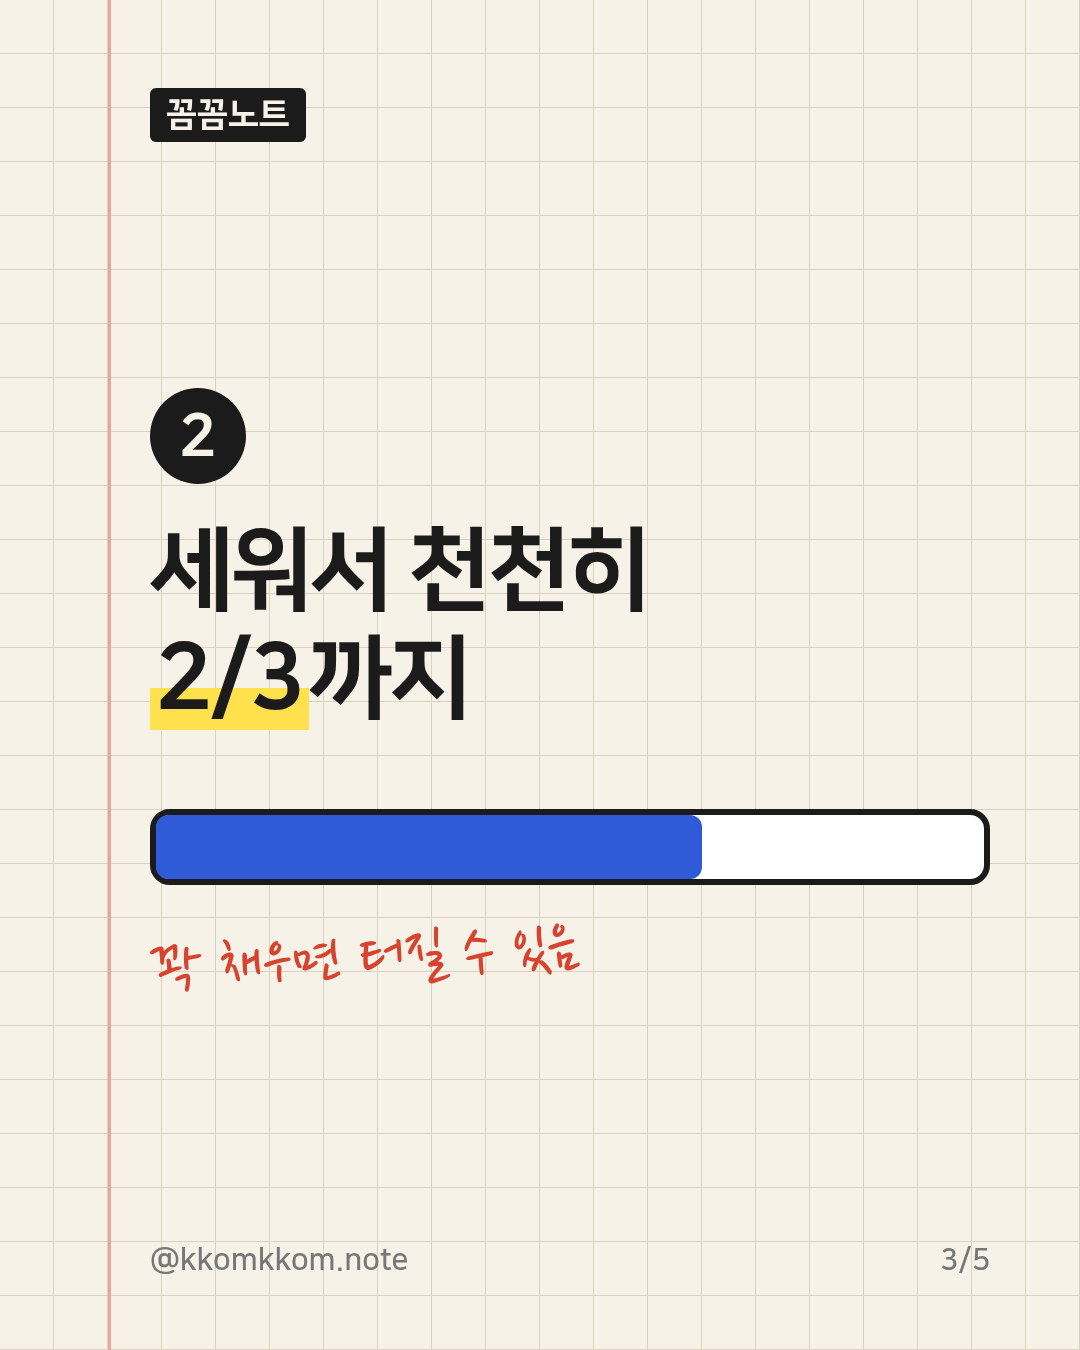 꼼꼼노트
2
세워서 천천히
2/3까지
꽉 채우면 터질 수 있음
@kkomkkom.note
3/5